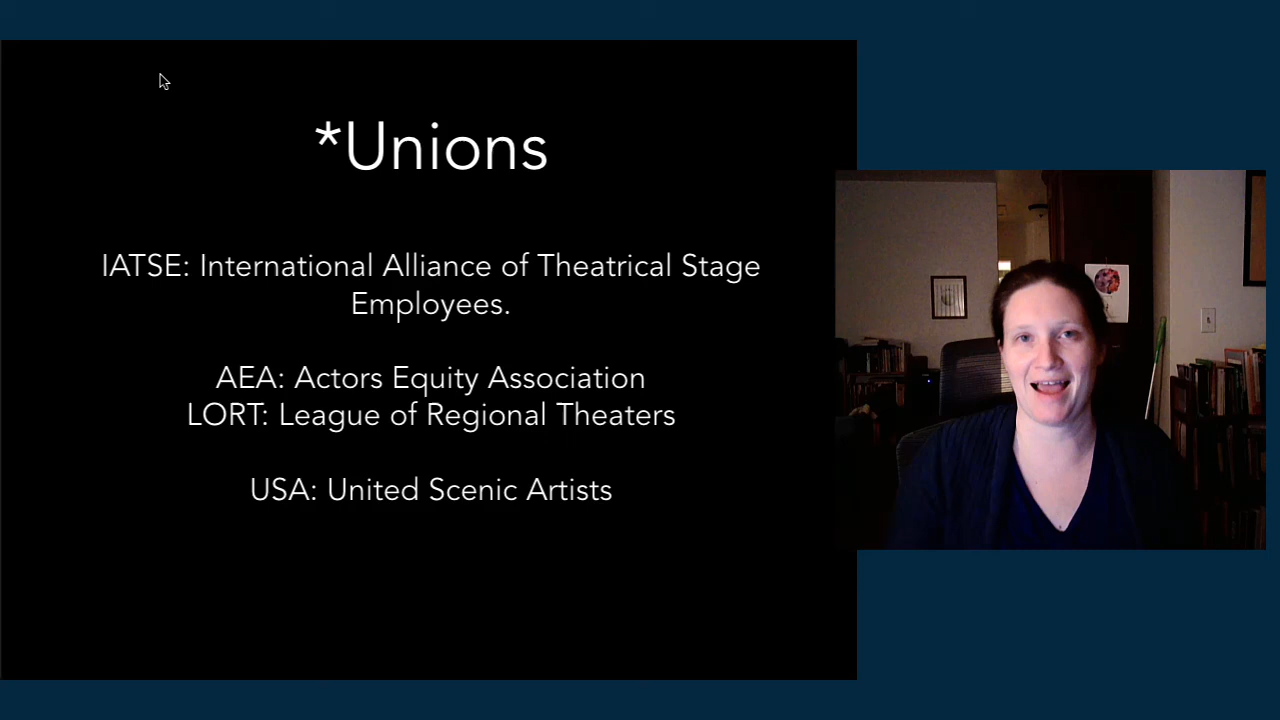 *Unions
IATSE: International Alliance of Theatrical Stage
Employees.
AEA: Actors Equity Association
LORT: League of Regional Theaters
USA: United Scenic Artists